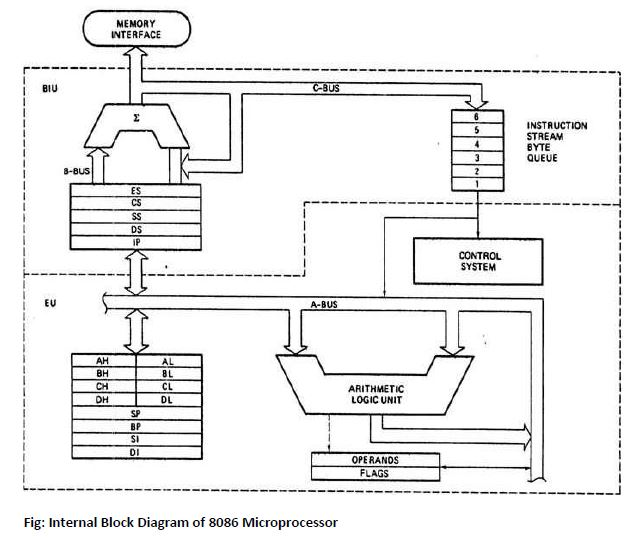 MEMORY
INTERFACE
BIU
C-BUS
Σ
B-BUS
6
5
4
3
2
1
INSTRUCTION
STREAM
BYTE
QUEUE
ES
CS
SS
DS
IP
CONTROL
SYSTEM
EU
A-BUS
AH AL
BH BL
CH CL
DH DL
SP
BP
SI
DI
ARITHMETIC
LOGIC UNIT
OPERANDS
FLAGS
Fig: Internal Block Diagram of 8086 Microprocessor